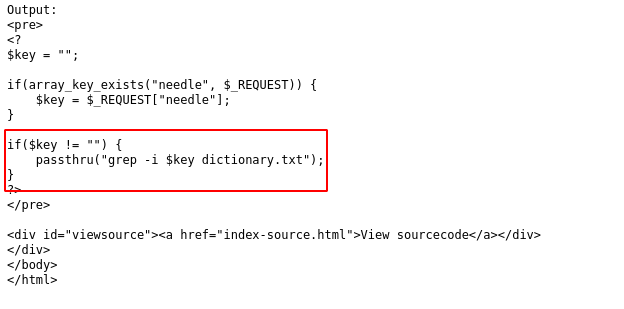 Output:
<pre>
<?
$key = "";
if(array_key_exists("needle", $_REQUEST)) {
    $key = $_REQUEST["needle"];
}
if($key != "") {
    passthru("grep -i $key dictionary.txt");
}
?>
</pre>
<div id="viewsource"><a href="index-source.html">View sourcecode</a></div>
</div>
</body>
</html>